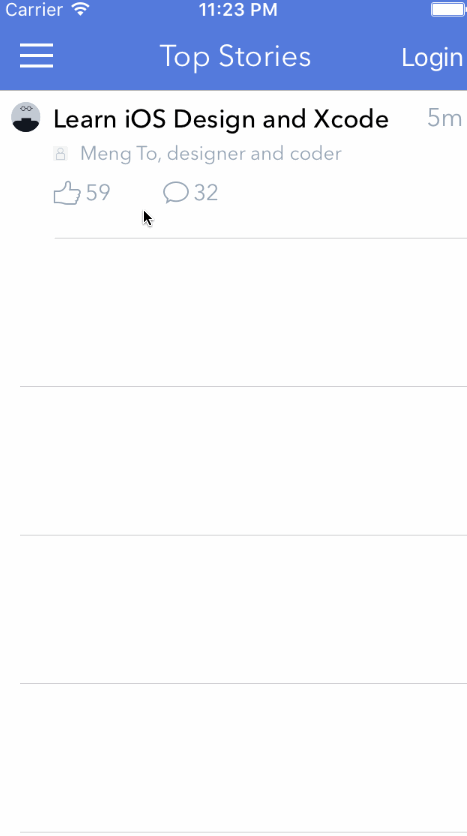 Carrier 11:23 PM
Top Stories Login
Learn iOS Design and Xcode 5m
Meng To, designer and coder
59 32